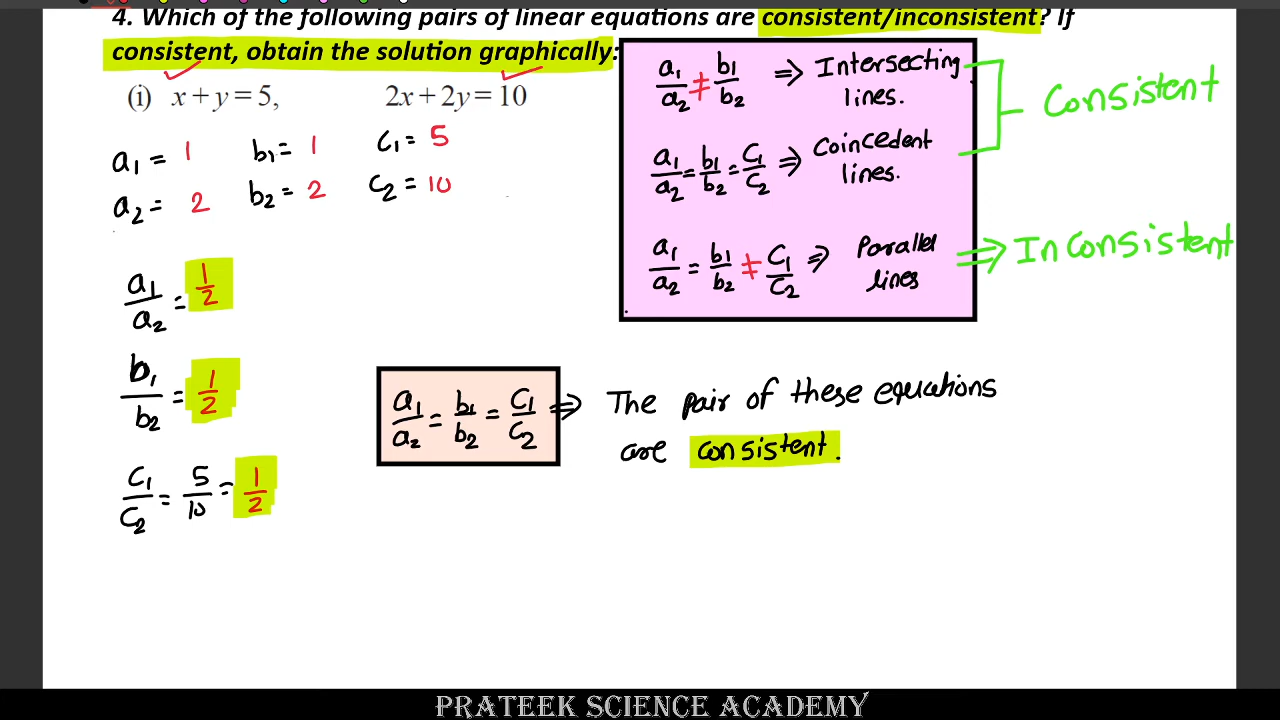 4. Which of the following pairs of linear equations are consistent/inconsistent? If
consistent, obtain the solution graphically:
(i) x + y = 5, 2x + 2y = 10
a₁ = 1 b₁ = 1 c₁ = 5
a₂ = 2 b₂ = 2 c₂ = 10
a₁/a₂ = 1/2
b₁/b₂ = 1/2
c₁/c₂ = 5/10 = 1/2
a₁/a₂ ≠ b₁/b₂ ⇒ Intersecting
lines.
a₁/a₂ = b₁/b₂ = c₁/c₂ ⇒ Coincedent
lines.
Consistent
a₁/a₂ = b₁/b₂ ≠ c₁/c₂ ⇒ Parallel
lines
⇒ Inconsistent
a₁/a₂ = b₁/b₂ = c₁/c₂ ⇒ The pair of these equations
are consistent.
PRATEEK SCIENCE ACADEMY